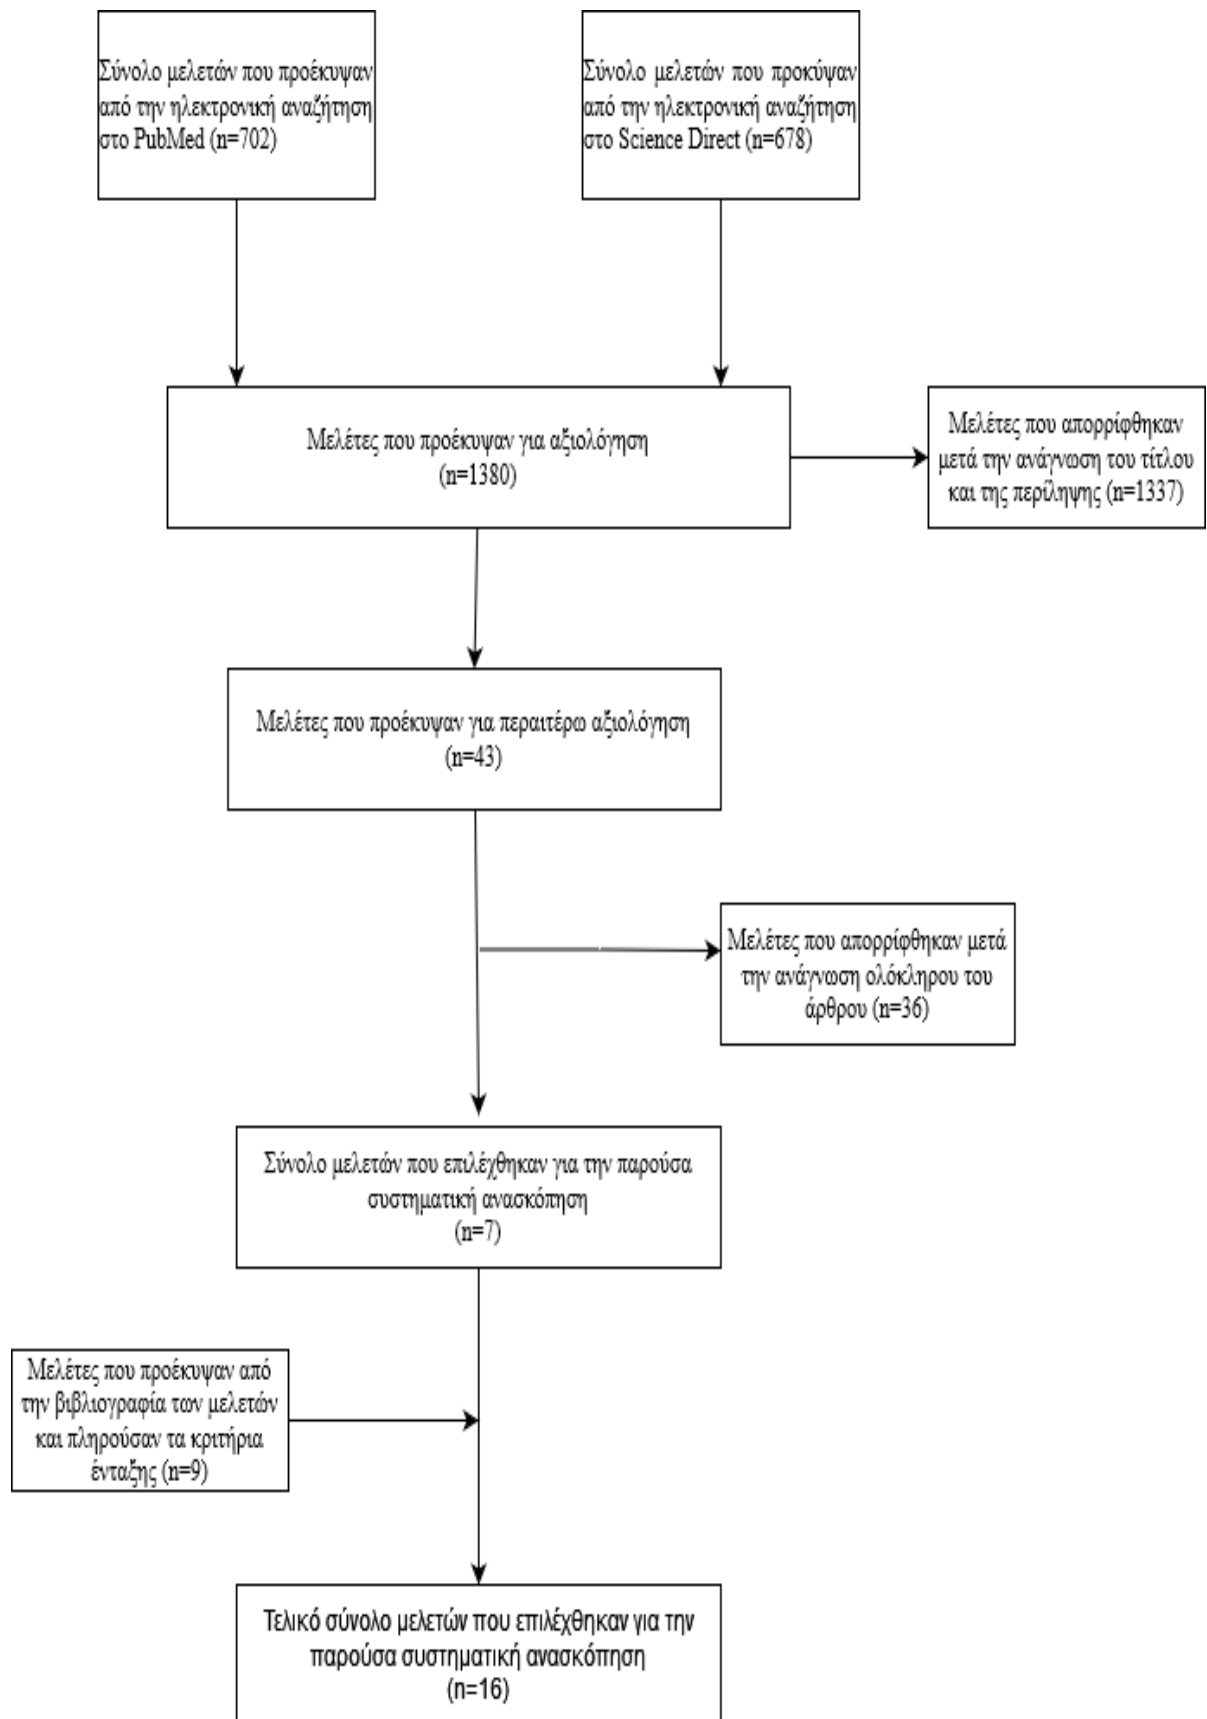 Σύνολο μελετών που προέκυψαν
από την ηλεκτρονική αναζήτηση
στο PubMed (n=702)
Σύνολο μελετών που προκύψαν
από την ηλεκτρονική αναζήτηση
στο Science Direct (n=678)
Μελέτες που προέκυψαν για αξιολόγηση
(n=1380)
Μελέτες που απορρίφθηκαν
μετά την ανάγνωση του τίτλου
και της περίληψης (n=1337)
Μελέτες που προέκυψαν για περαιτέρω αξιολόγηση
(n=43)
Μελέτες που απορρίφθηκαν μετά
την ανάγνωση ολόκληρου του
άρθρου (n=36)
Σύνολο μελετών που επιλέχθηκαν για την παρούσα
συστηματική ανασκόπηση
(n=7)
Μελέτες που προέκυψαν από
την βιβλιογραφία των μελετών
και πληρούσαν τα κριτήρια
ένταξης (n=9)
Τελικό σύνολο μελετών που επιλέχθηκαν για την
παρούσα συστηματική ανασκόπηση
(n=16)